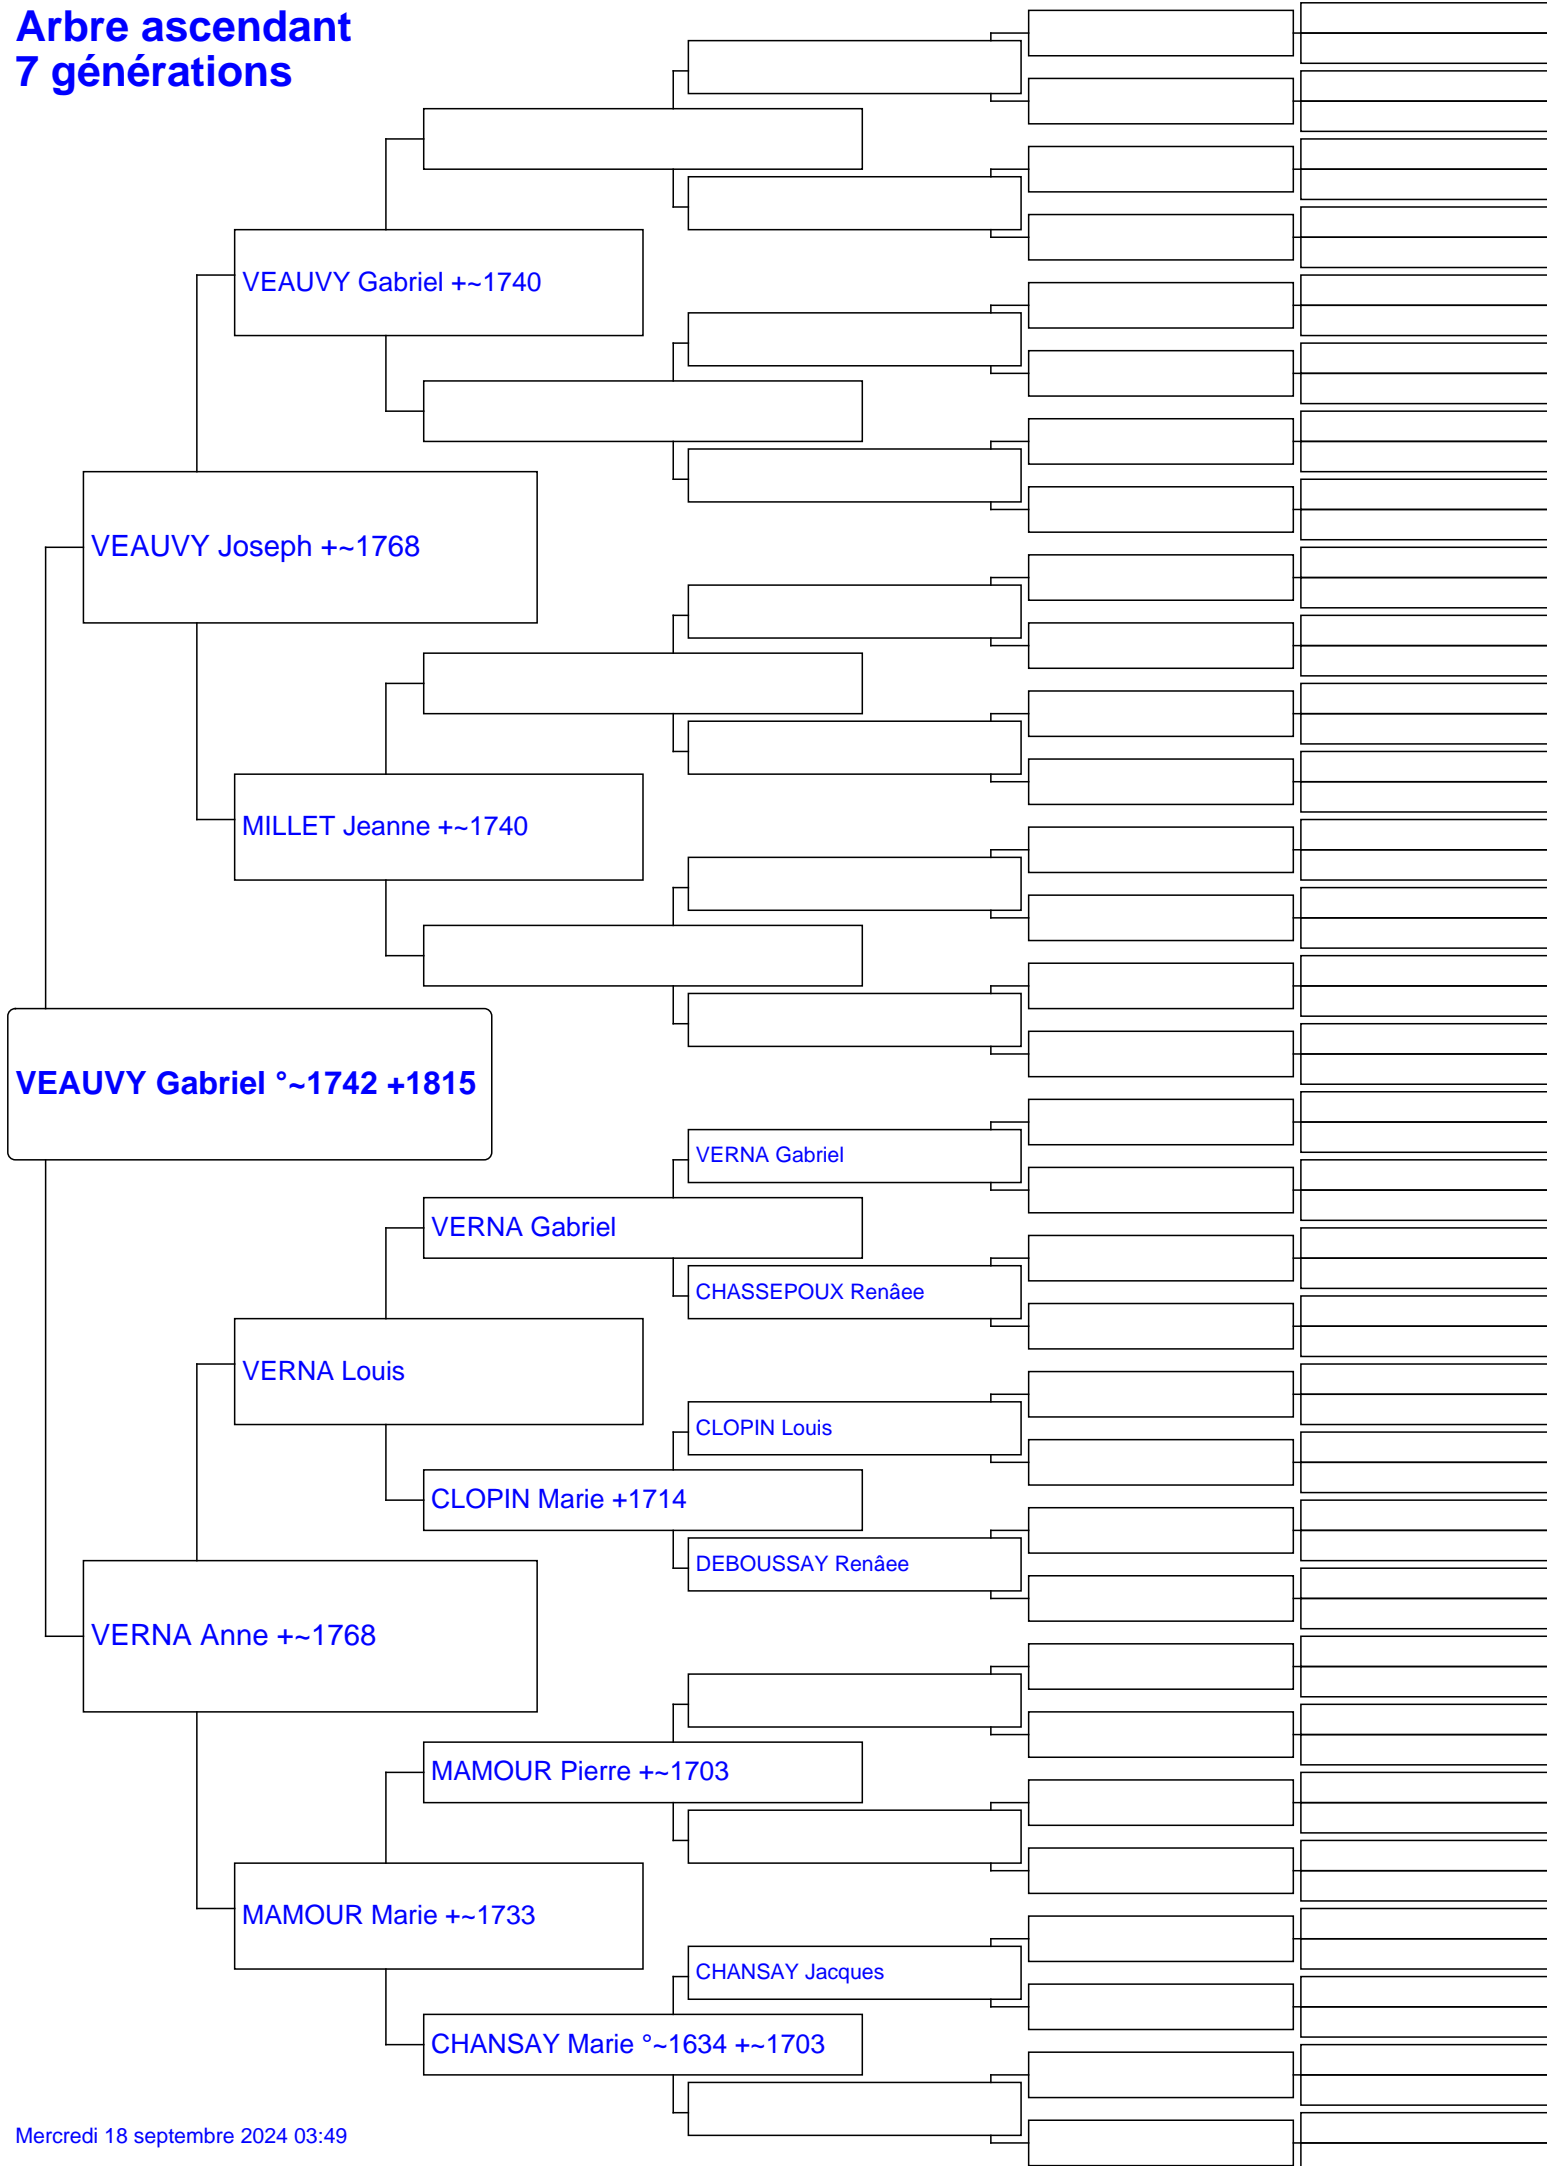 Arbre ascendant
7 générations
VEAUVY Gabriel +~1740
VEAUVY Joseph +~1768
MILLET Jeanne +~1740
VEAUVY Gabriel °~1742 +1815
VERNA Gabriel
VERNA Gabriel
CHASSEPOUX Renâee
VERNA Louis
CLOPIN Louis
CLOPIN Marie +1714
DEBOUSSAY Renâee
VERNA Anne +~1768
MAMOUR Pierre +~1703
MAMOUR Marie +~1733
CHANSAY Jacques
CHANSAY Marie °~1634 +~1703
Mercredi 18 septembre 2024 03:49